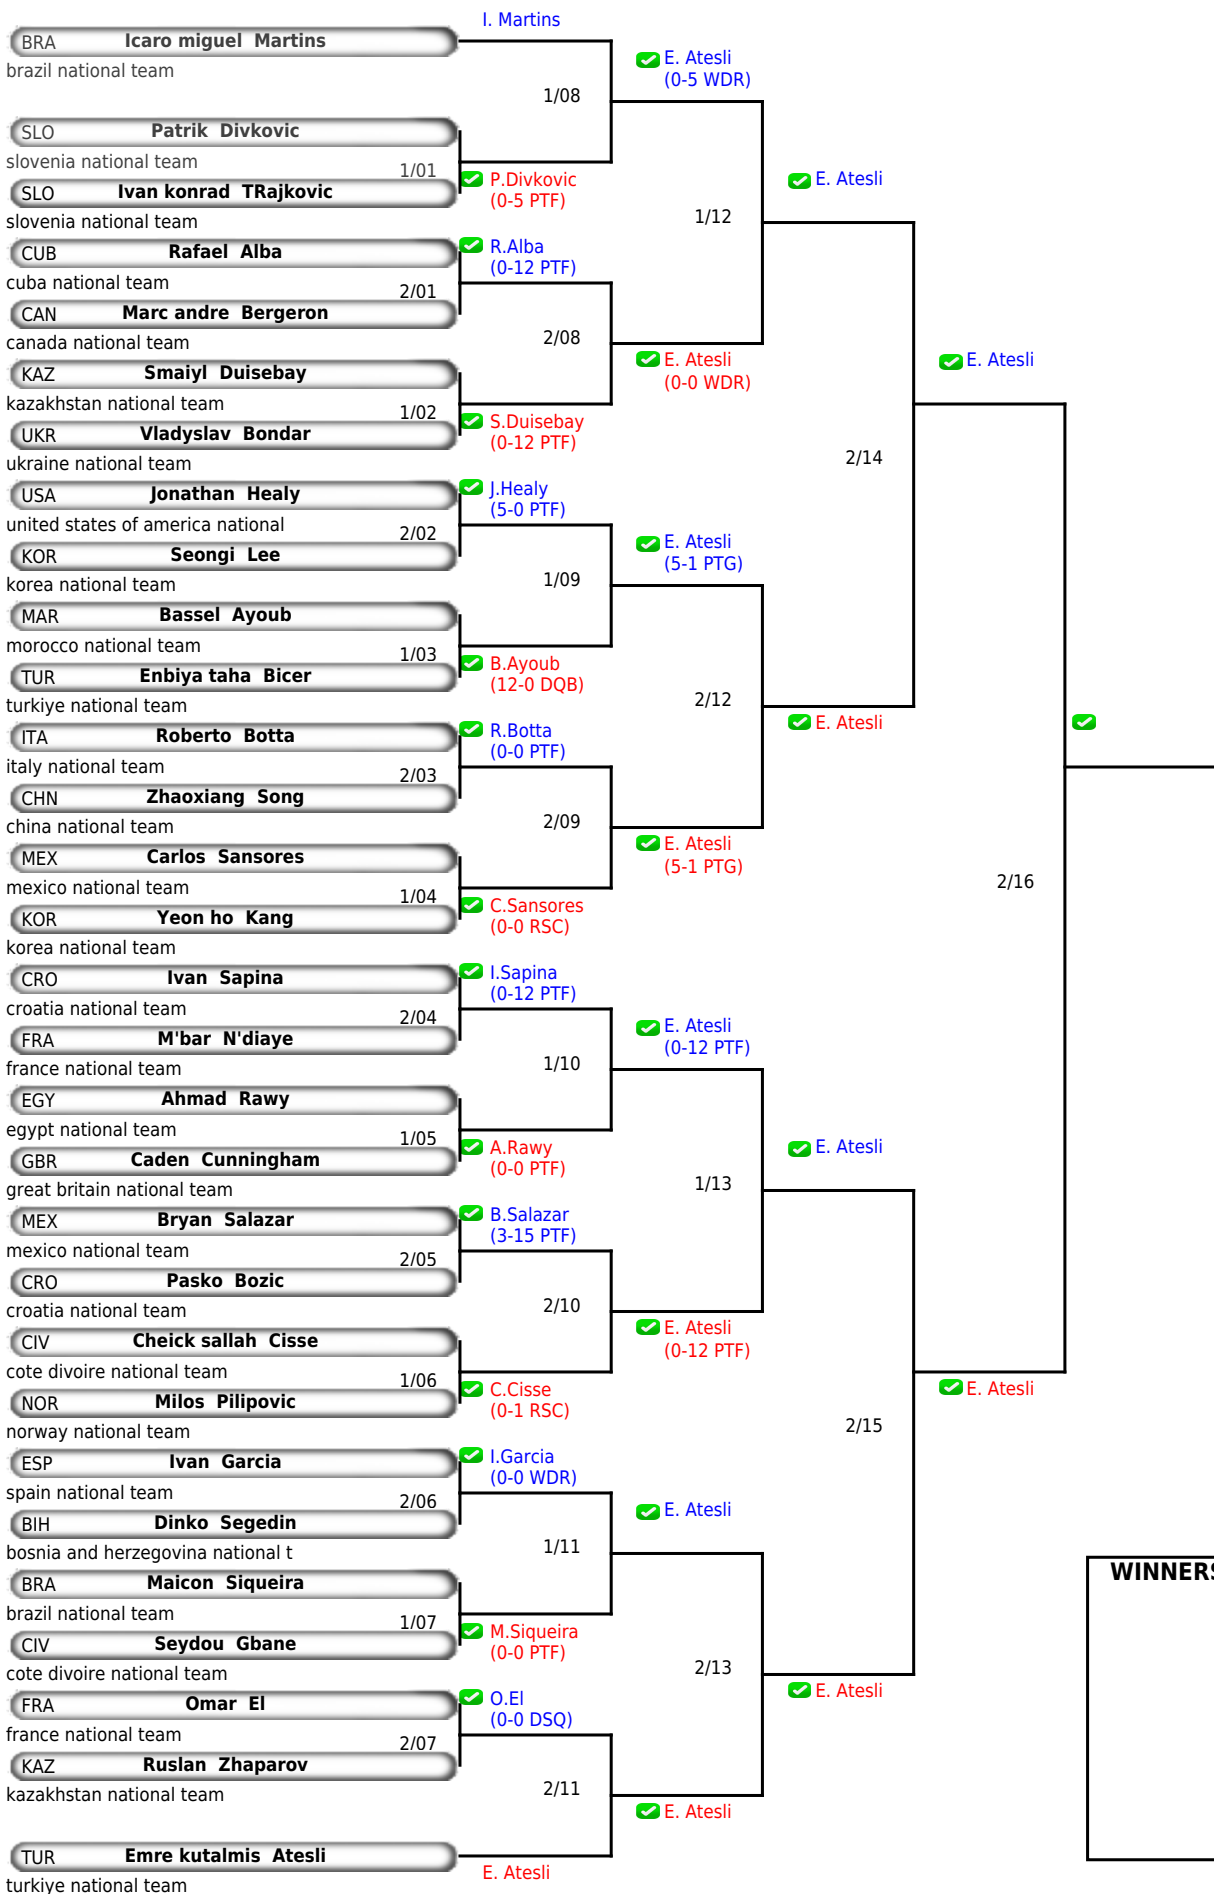 I. Martins
BRA Icaro miguel Martins
brazil national team
E. Atesli
(0-5 WDR)
1/08
SLO Patrik Divkovic
slovenia national team
1/01
P.Divkovic
(0-5 PTF)
SLO Ivan konrad TRajkovic
slovenia national team
E. Atesli
1/12
CUB Rafael Alba
cuba national team
R.Alba
(0-12 PTF)
2/01
CAN Marc andre Bergeron
canada national team
2/08
E. Atesli
(0-0 WDR)
E. Atesli
KAZ Smaiyl Duisebay
kazakhstan national team
1/02
S.Duisebay
(0-12 PTF)
UKR Vladyslav Bondar
ukraine national team
2/14
USA Jonathan Healy
united states of america national
J.Healy
(5-0 PTF)
2/02
KOR Seongi Lee
korea national team
E. Atesli
(5-1 PTG)
1/09
MAR Bassel Ayoub
morocco national team
1/03
B.Ayoub
(12-0 DQB)
TUR Enbiya taha Bicer
turkiye national team
2/12
E. Atesli
ITA Roberto Botta
italy national team
R.Botta
(0-0 PTF)
2/03
CHN Zhaoxiang Song
china national team
2/09
E. Atesli
(5-1 PTG)
MEX Carlos Sansores
mexico national team
1/04
C.Sansores
(0-0 RSC)
KOR Yeon ho Kang
korea national team
2/16
CRO Ivan Sapina
croatia national team
I.Sapina
(0-12 PTF)
2/04
FRA M'bar N'diaye
france national team
E. Atesli
(0-12 PTF)
1/10
EGY Ahmad Rawy
egypt national team
1/05
A.Rawy
(0-0 PTF)
GBR Caden Cunningham
great britain national team
E. Atesli
1/13
MEX Bryan Salazar
mexico national team
B.Salazar
(3-15 PTF)
2/05
CRO Pasko Bozic
croatia national team
2/10
E. Atesli
(0-12 PTF)
CIV Cheick sallah Cisse
cote divoire national team
1/06
C.Cisse
(0-1 RSC)
NOR Milos Pilipovic
norway national team
E. Atesli
2/15
ESP Ivan Garcia
spain national team
I.Garcia
(0-0 WDR)
2/06
BIH Dinko Segedin
bosnia and herzegovina national t
E. Atesli
1/11
BRA Maicon Siqueira
brazil national team
1/07
M.Siqueira
(0-0 PTF)
CIV Seydou Gbane
cote divoire national team
2/13
E. Atesli
WINNERS
FRA Omar El
france national team
O.El
(0-0 DSQ)
2/07
KAZ Ruslan Zhaparov
kazakhstan national team
2/11
E. Atesli
TUR Emre kutalmis Atesli
turkiye national team
E. Atesli